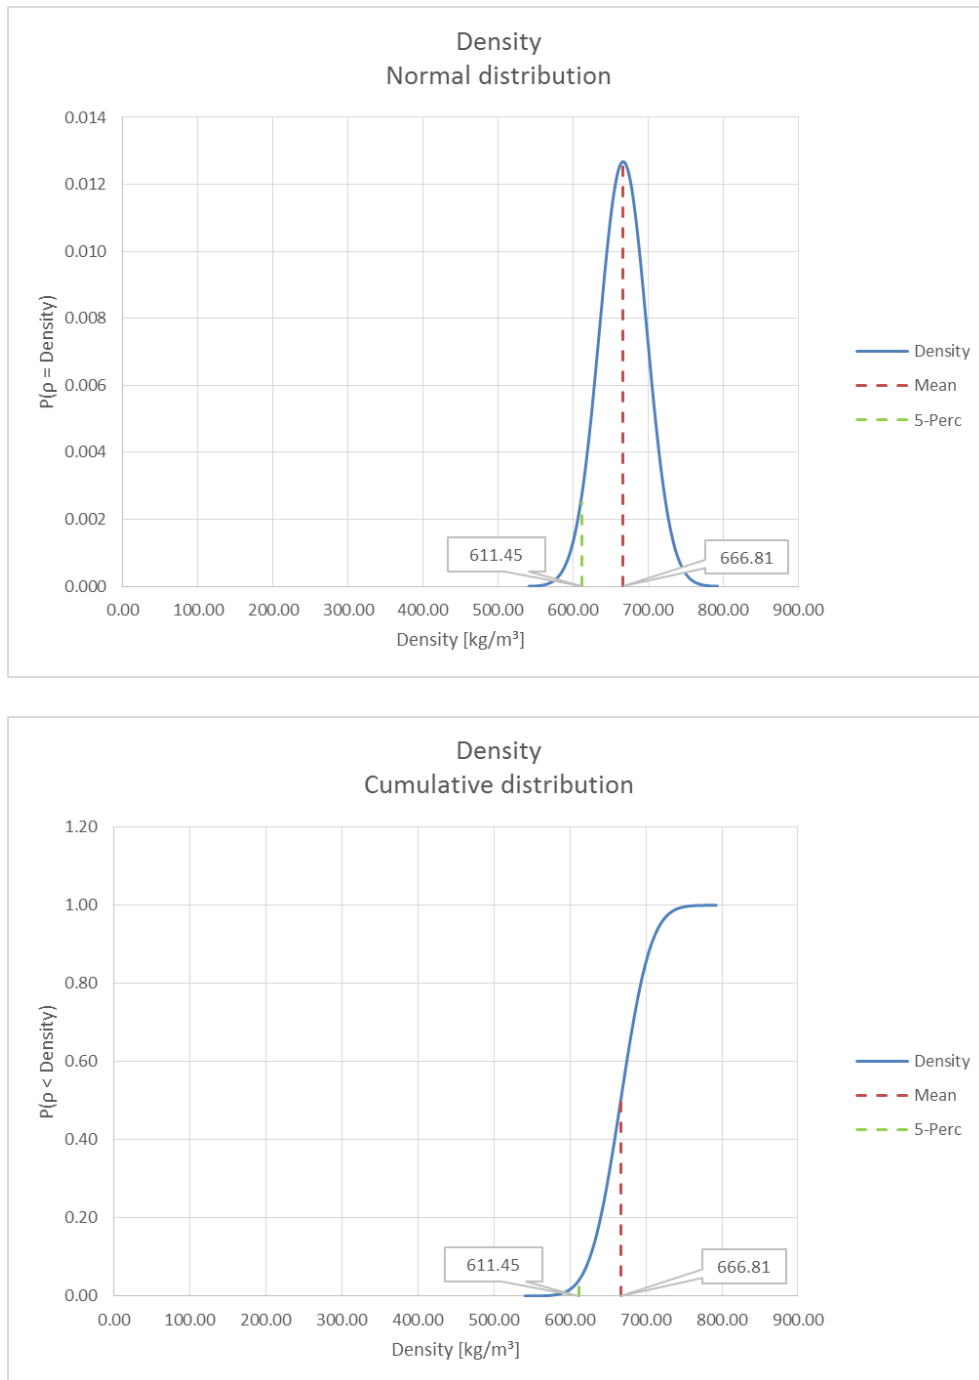 Density
Normal distribution
0.014
0.012
0.010
0.008
0.006
0.004
0.002
0.000
P(ρ = Density)
611.45
666.81
0.00 100.00 200.00 300.00 400.00 500.00 600.00 700.00 800.00 900.00
Density [kg/m³]
Density
Mean
5-Perc
Density
Cumulative distribution
1.20
1.00
0.80
0.60
0.40
0.20
0.00
P(ρ < Density)
611.45
666.81
0.00 100.00 200.00 300.00 400.00 500.00 600.00 700.00 800.00 900.00
Density [kg/m³]
Density
Mean
5-Perc